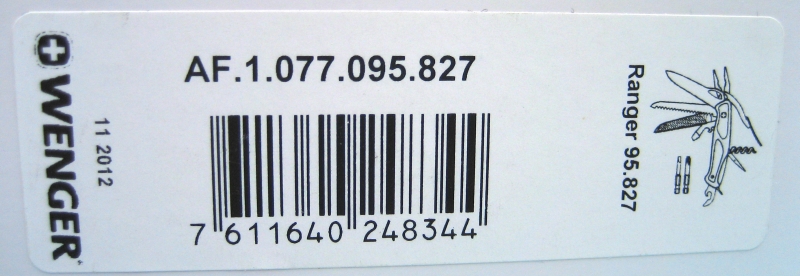 WENGER
11 2012
AF.1.077.095.827
7 611640 248344
Ranger 95.827